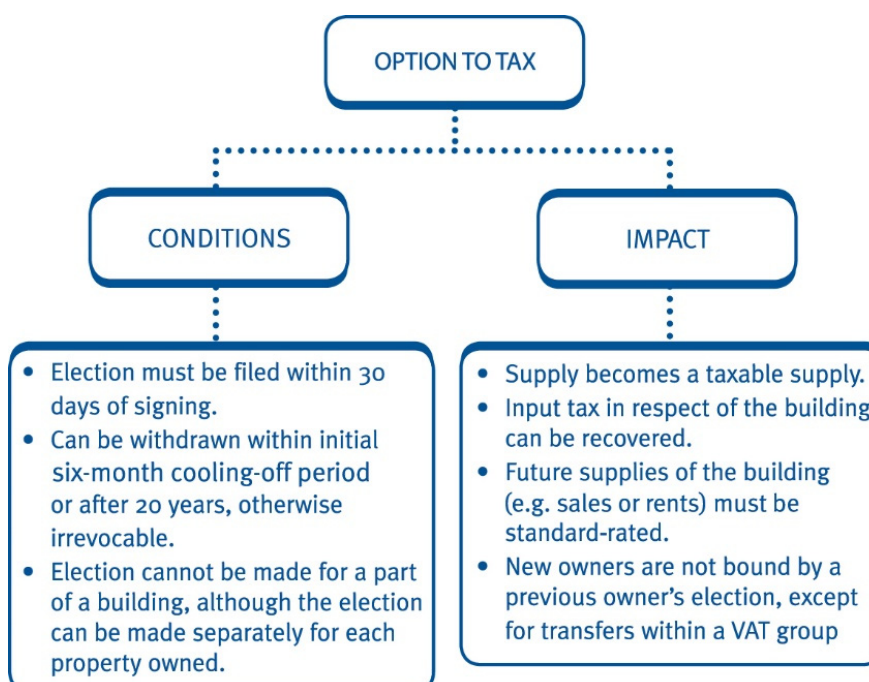 OPTION TO TAX
CONDITIONS
IMPACT
• Election must be filed within 30
days of signing.
• Can be withdrawn within initial
six-month cooling-off period
or after 20 years, otherwise
irrevocable.
• Election cannot be made for a part
of a building, although the election
can be made separately for each
property owned.
• Supply becomes a taxable supply.
• Input tax in respect of the building
can be recovered.
• Future supplies of the building
(e.g. sales or rents) must be
standard-rated.
• New owners are not bound by a
previous owner's election, except
for transfers within a VAT group